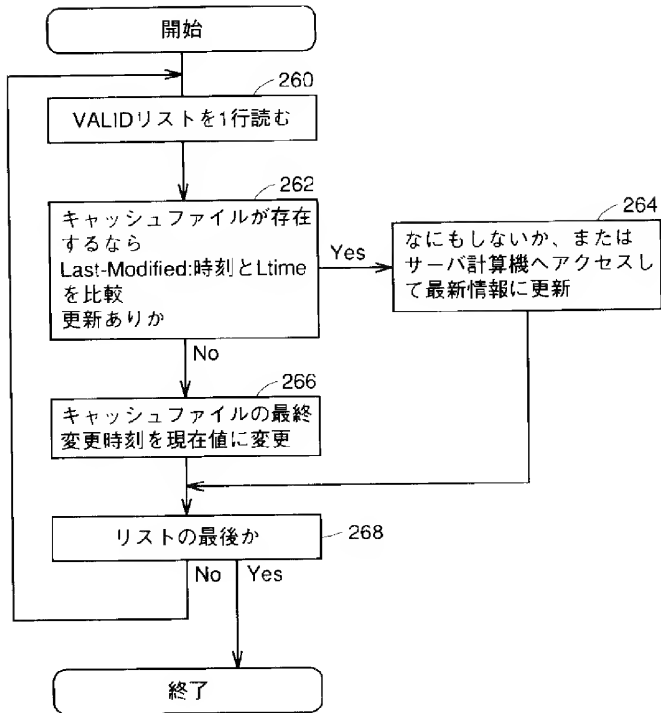 開始
260
VALIDリストを1行読む
262
キャッシュファイルが存在
するなら
Last-Modified:時刻とLtime
を比較
更新ありか
Yes
264
なにもしないか、または
サーバ計算機へアクセスし
て最新情報に更新
No
266
キャッシュファイルの最終
変更時刻を現在値に変更
リストの最後か
268
No Yes
終了